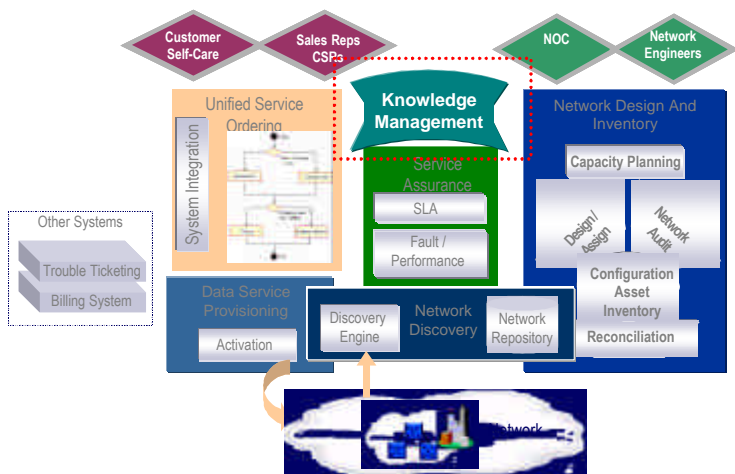 Customer
Self-Care
Sales Reps
CSRs
NOC
Network
Engineers
Unified Service
Ordering
System Integration
Knowledge
Management
Service
Assurance
SLA
Fault /
Performance
Network Design And
Inventory
Capacity Planning
Design /
Assign
Network
Audit
Configuration
Asset
Inventory
Reconciliation
Other Systems
Trouble Ticketing
Billing System
Data Service
Provisioning
Activation
Discovery
Engine
Network
Discovery
Network
Repository
Network